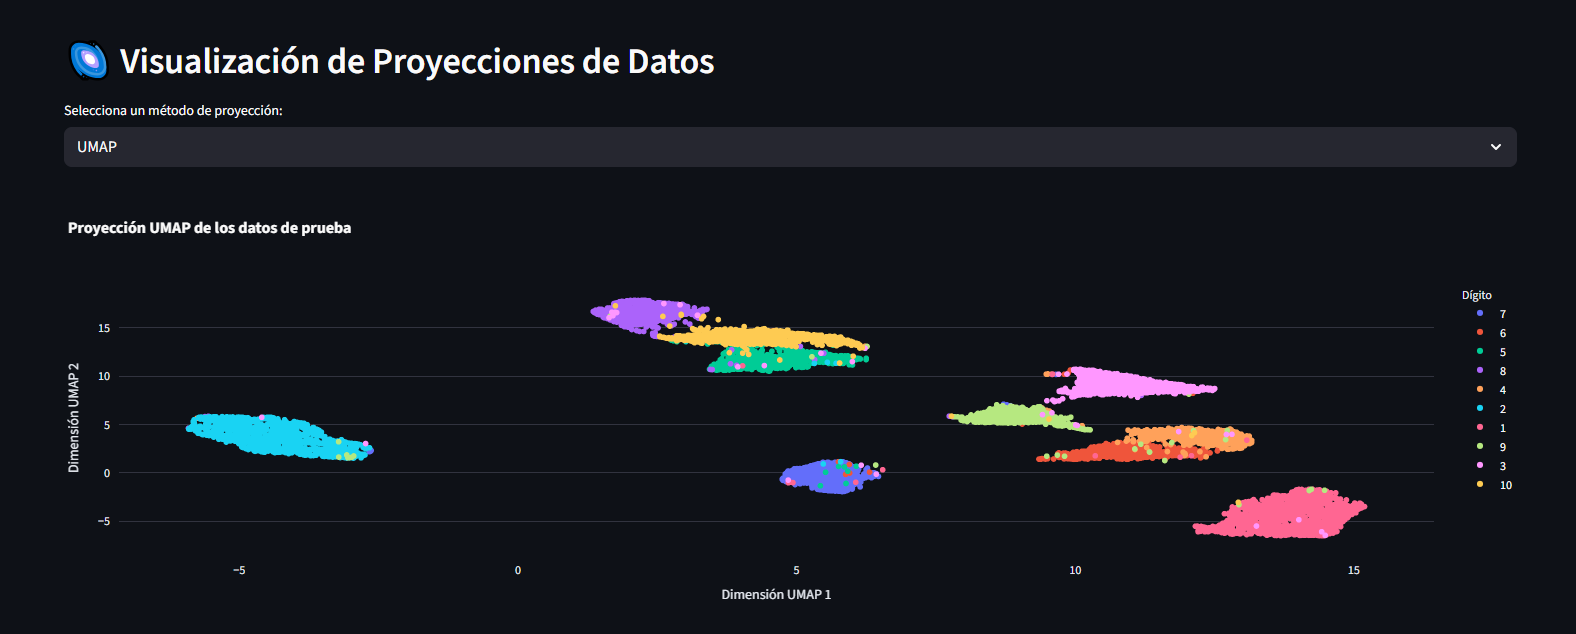 Visualización de Proyecciones de Datos
Selecciona un método de proyección:
UMAP
Proyección UMAP de los datos de prueba
Dígito
7
6
5
8
4
2
1
9
3
10
Dimensión UMAP 2
15
10
5
0
−5
−5
0
5
10
15
Dimensión UMAP 1